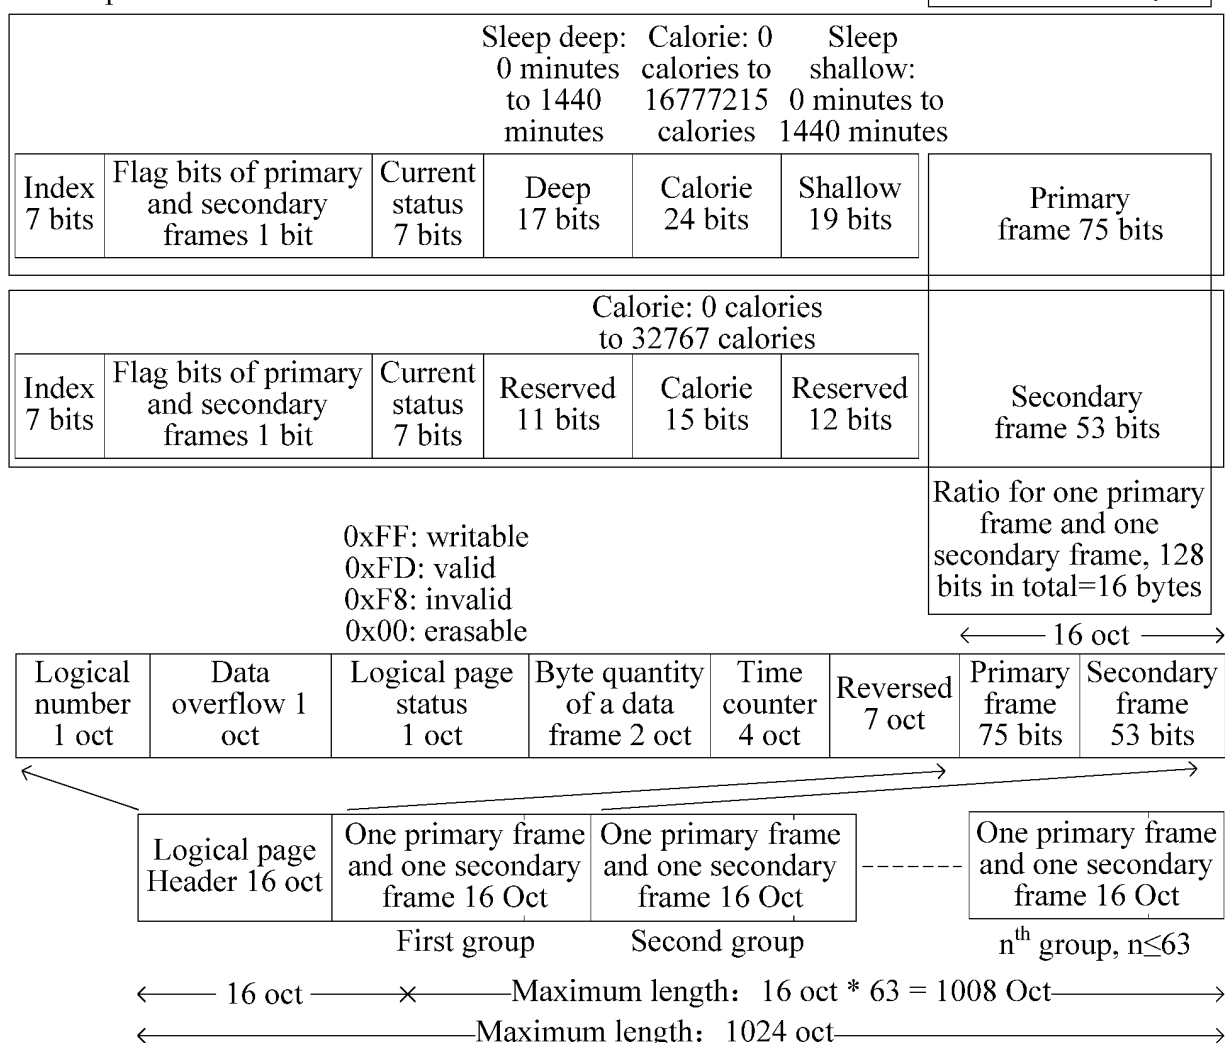 Sleep deep:
0 minutes
to 1440
minutes
Calorie: 0
calories to
16777215
calories
Sleep
shallow:
0 minutes to
1440 minutes
Index
7 bits
Flag bits of primary
and secondary
frames 1 bit
Current
status
7 bits
Deep
17 bits
Calorie
24 bits
Shallow
19 bits
Primary
frame 75 bits
Calorie: 0 calories
to 32767 calories
Index
7 bits
Flag bits of primary
and secondary
frames 1 bit
Current
status
7 bits
Reserved
11 bits
Calorie
15 bits
Reserved
12 bits
Secondary
frame 53 bits
Ratio for one primary
frame and one
secondary frame, 128
bits in total=16 bytes
0xFF: writable
0xFD: valid
0xF8: invalid
0x00: erasable
16 oct
Logical
number
1 oct
Data
overflow 1
oct
Logical page
status
1 oct
Byte quantity
of a data
frame 2 oct
Time
counter
4 oct
Reversed
7 oct
Primary
frame
75 bits
Secondary
frame
53 bits
Logical page
Header 16 oct
One primary frame
and one secondary
frame 16 Oct
One primary frame
and one secondary
frame 16 Oct
One primary frame
and one secondary
frame 16 Oct
First group
Second group
nth group, n≤63
16 oct
Maximum length: 16 oct * 63 = 1008 Oct
Maximum length: 1024 oct